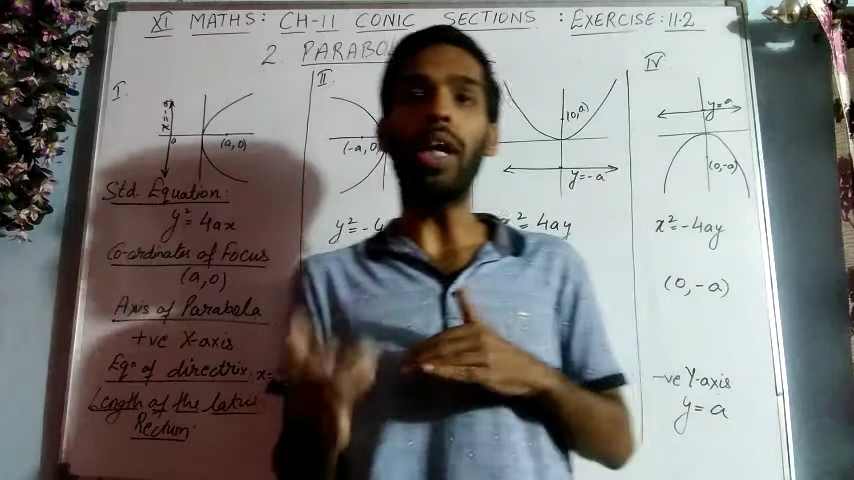 XI MATHS: CH-11 CONIC SECTIONS : EXERCISE: 11.2
2. PARABO
I.
x=-a
a
(a,0)
Std. Equation:
y²=4ax
Co-ordinates of Focus
(a,0)
Axis of Parabola
+ve X-axis
Eqⁿ of directrix. x=
Length of the latus
Rectum
II
(-a,0
y²=-4
(0,a)
y=-a
²=4ay
IV
y=a
(0,-a)
x²=-4ay
(0,-a)
-ve Y-axis
y=a